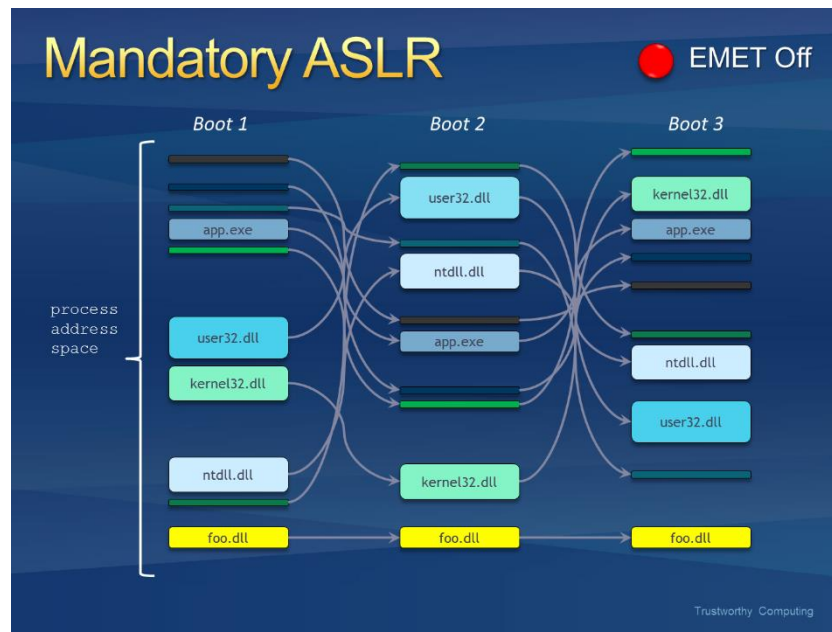 Mandatory ASLR
EMET Off
Boot 1
Boot 2
Boot 3
app.exe
user32.dll
kernel32.dll
ntdll.dll
foo.dll
process
address
space
user32.dll
ntdll.dll
app.exe
kernel32.dll
foo.dll
kernel32.dll
app.exe
ntdll.dll
user32.dll
foo.dll
Trustworthy Computing